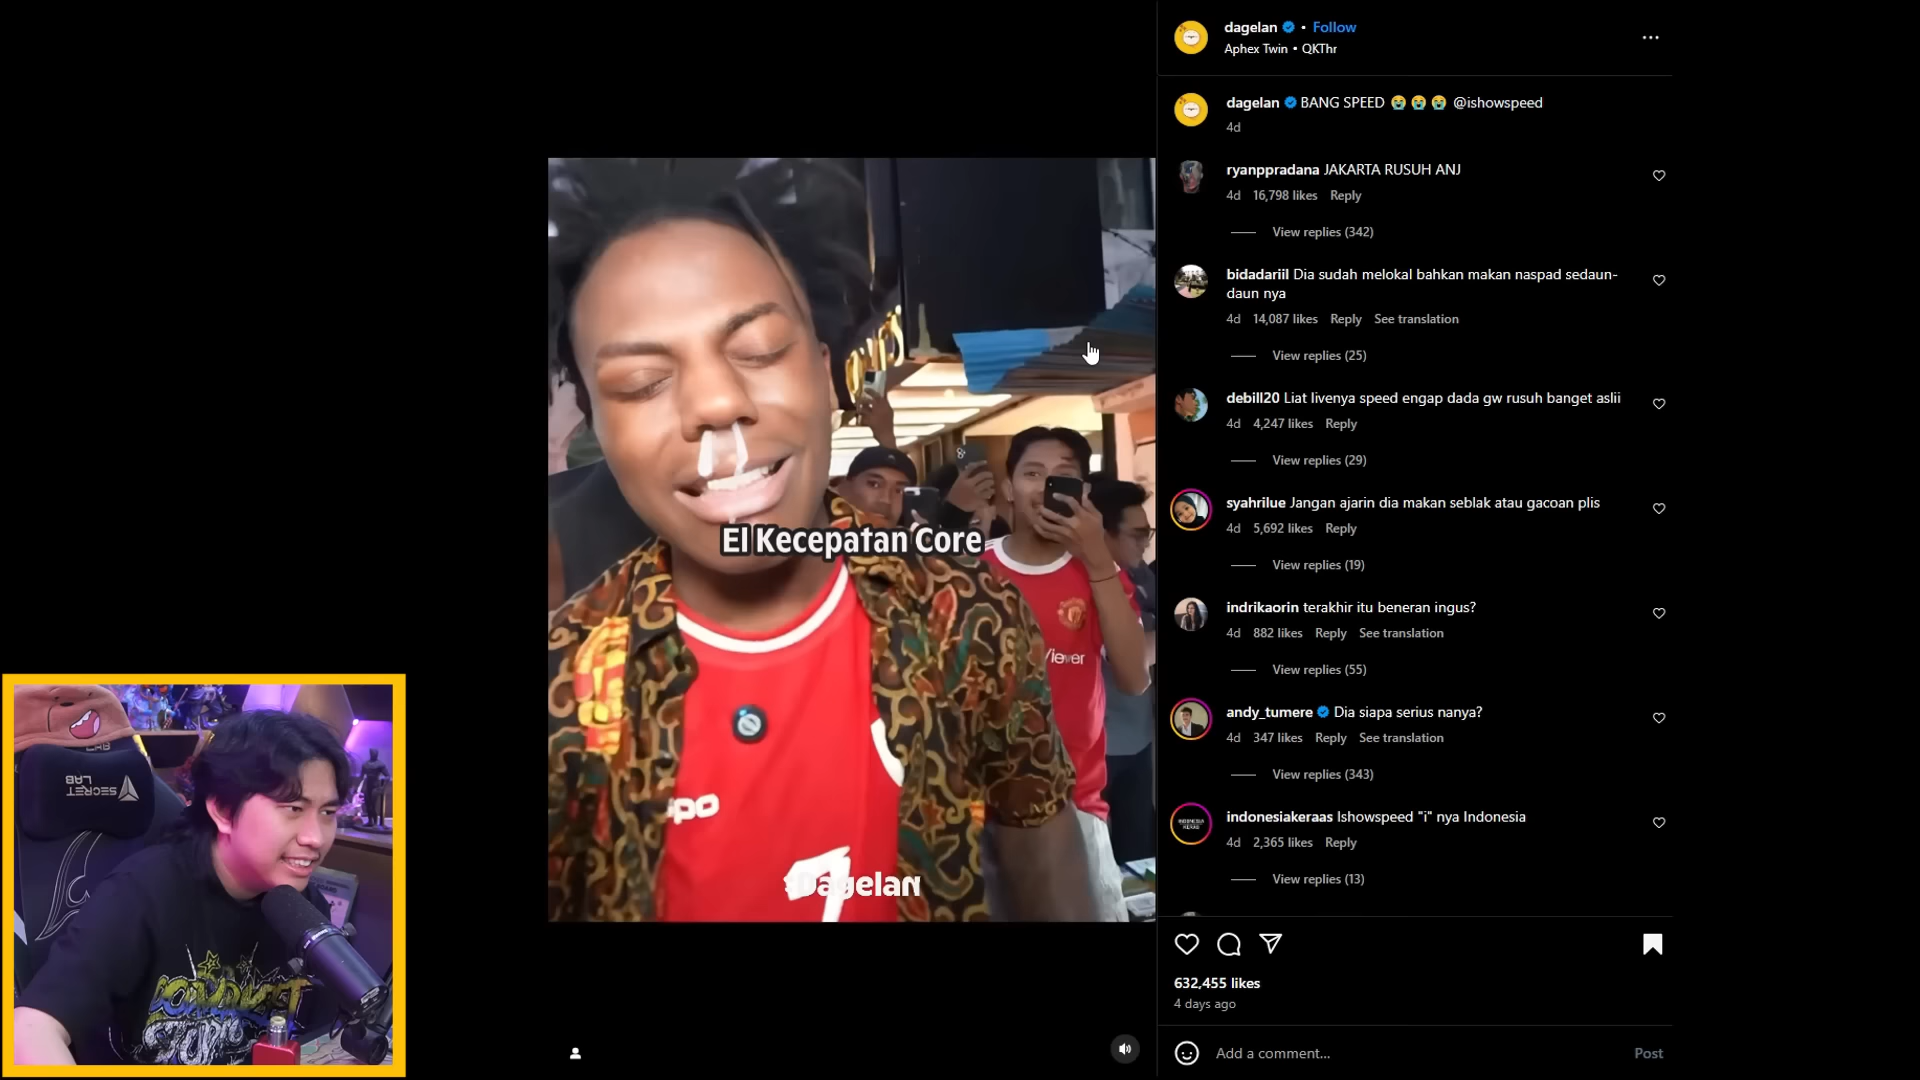 dagelan • Follow
Aphex Twin • QKThr
dagelan BANG SPEED 😭 😭 😭 @ishowspeed
4d
ryanppradana JAKARTA RUSUH ANJ
4d 16,798 likes Reply
View replies (342)
bidadariil Dia sudah melokal bahkan makan naspad sedaun-
daun nya
4d 14,087 likes Reply See translation
View replies (25)
debill20 Liat livenya speed engap dada gw rusuh banget aslii
4d 4,247 likes Reply
View replies (29)
syahrilue Jangan ajarin dia makan seblak atau gacoan plis
4d 5,692 likes Reply
View replies (19)
indrikaorin terakhir itu beneran ingus?
4d 882 likes Reply See translation
View replies (55)
andy_tumere Dia siapa serius nanya?
4d 347 likes Reply See translation
View replies (343)
indonesiakeraas Ishowspeed "i" nya Indonesia
4d 2,365 likes Reply
View replies (13)
632,455 likes
4 days ago
Add a comment...
Post
El Kecepatan Core
Dagelan
SECRET
LAB